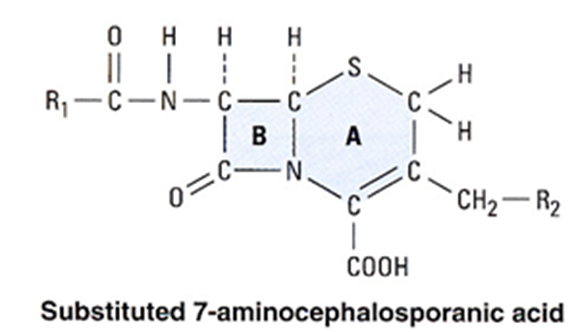 O H H H
S H
R₁—C—N—C—C C
H
B A
C—N C
O C CH₂—R₂
COOH
Substituted 7-aminocephalosporanic acid